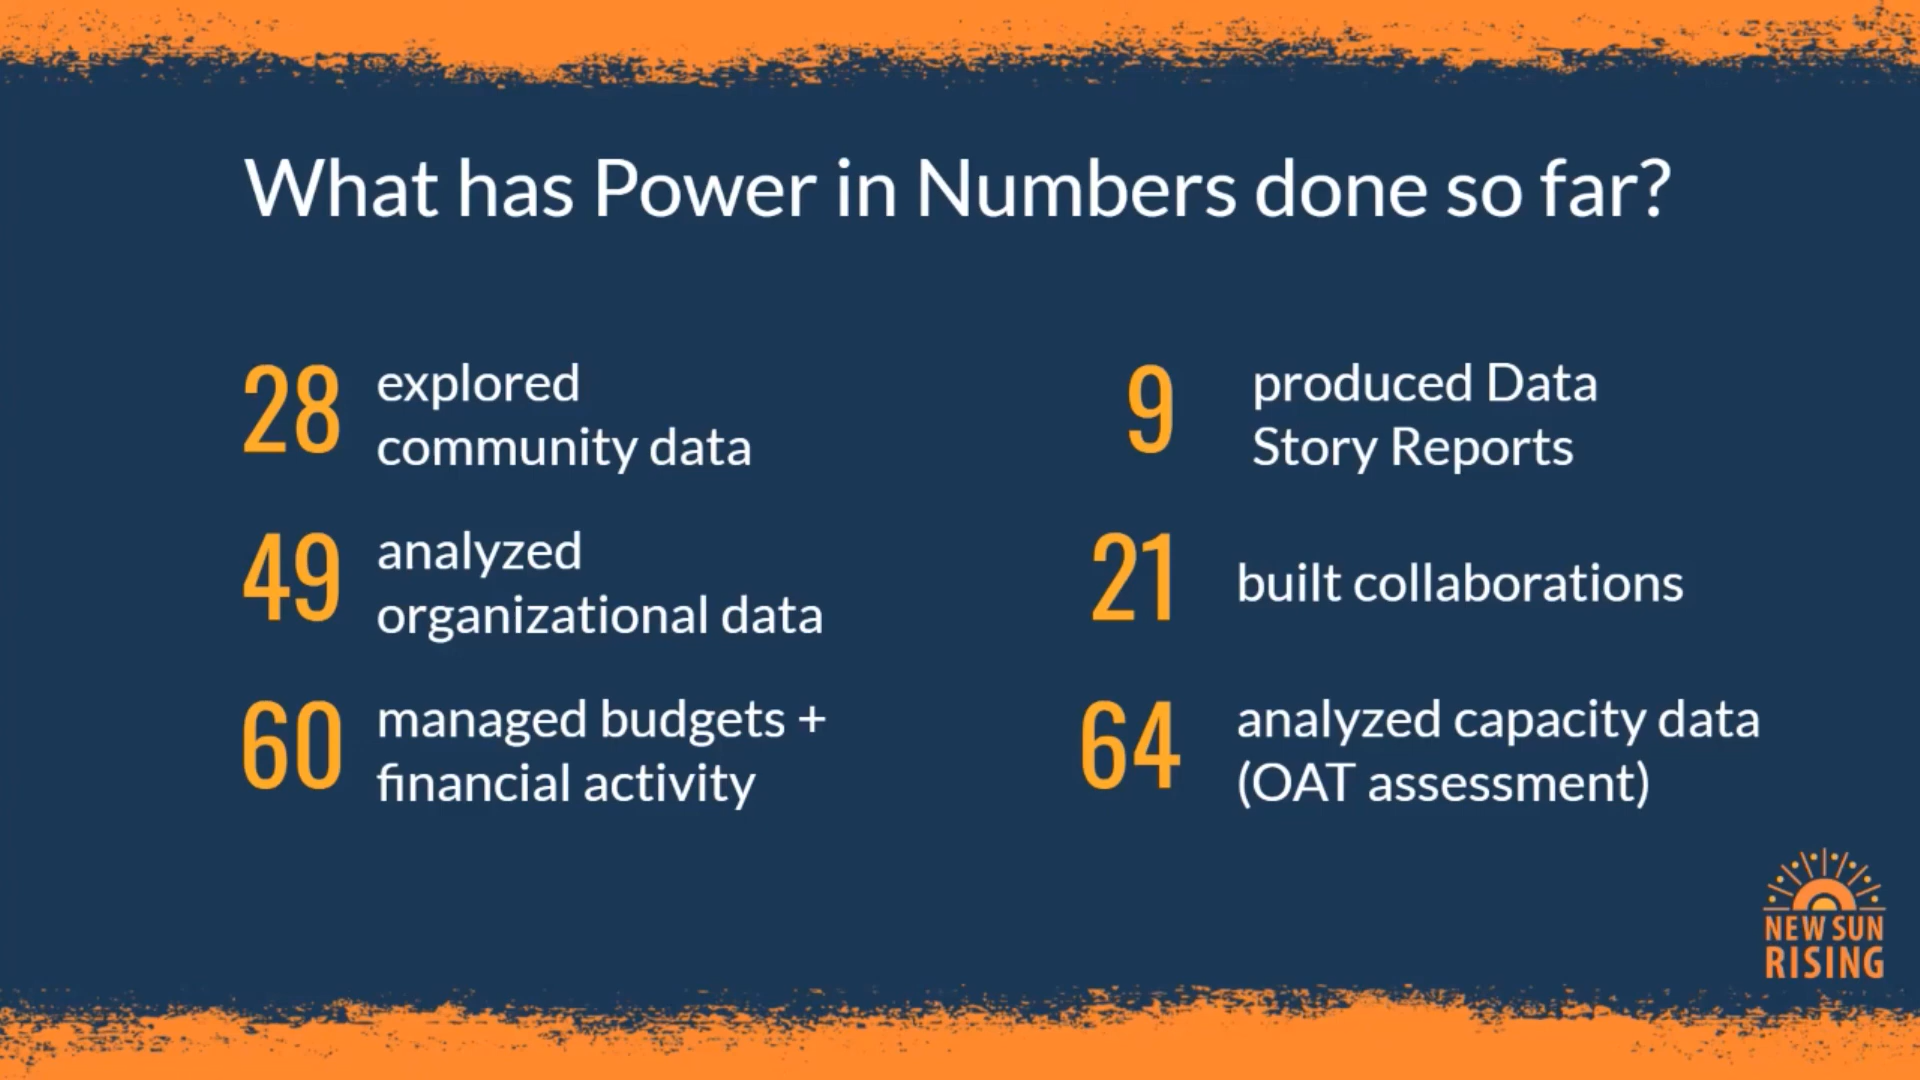 What has Power in Numbers done so far?
28
explored
community data
49
analyzed
organizational data
60
managed budgets +
financial activity
9
produced Data
Story Reports
21
built collaborations
64
analyzed capacity data
(OAT assessment)
NEW SUN
RISING